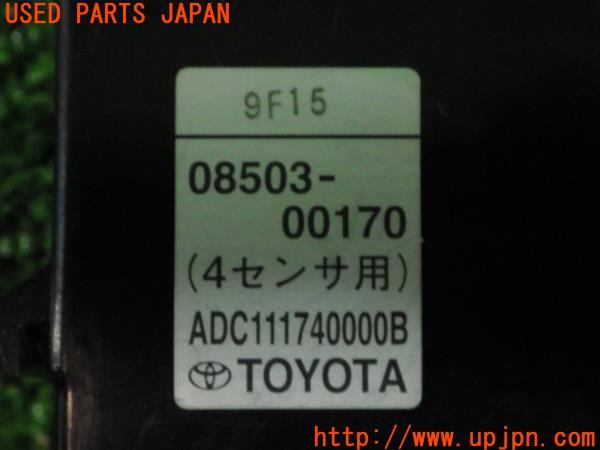 USED PARTS JAPAN
9F15
08503-
00170
(4センサ用)
ADC111740000B
TOYOTA
http://www.upjpn.com/